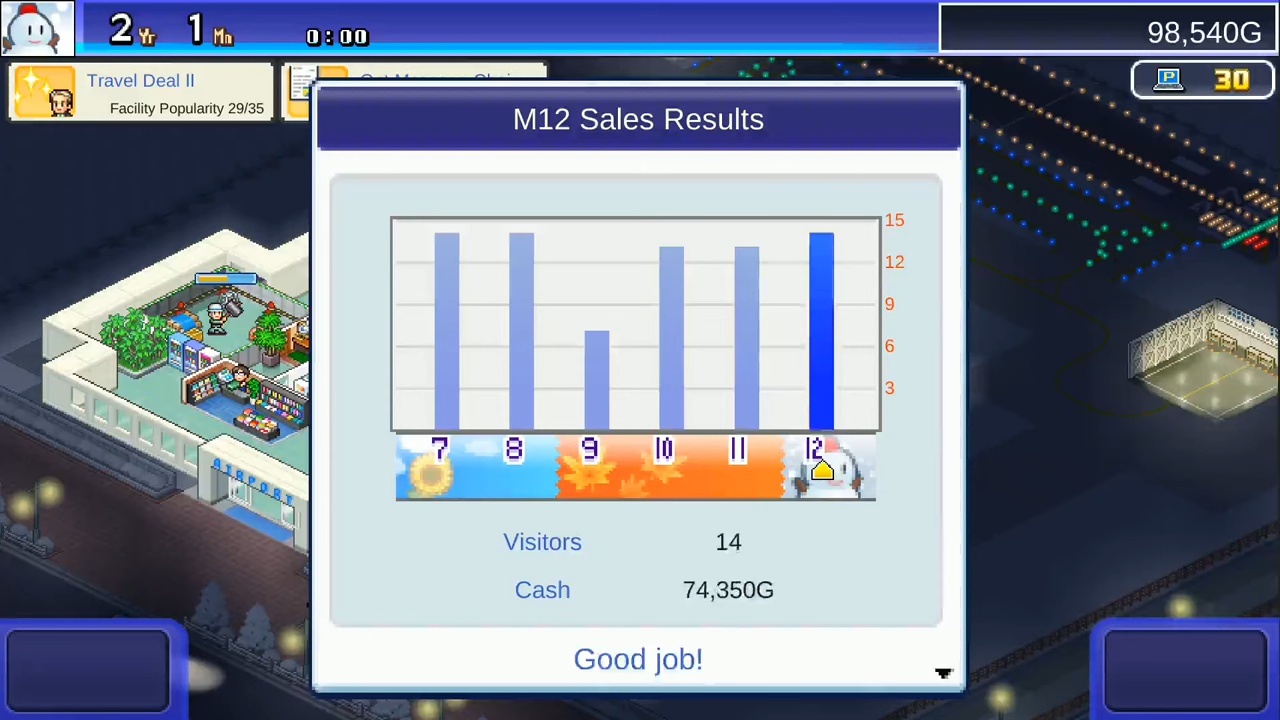 2 Yr 1 Mn 0:00 98,540G
Travel Deal II
Facility Popularity 29/35
P 30
M12 Sales Results
15
12
9
6
3
7 8 9 10 11 12
AIRPORT
Visitors 14
Cash 74,350G
Good job!